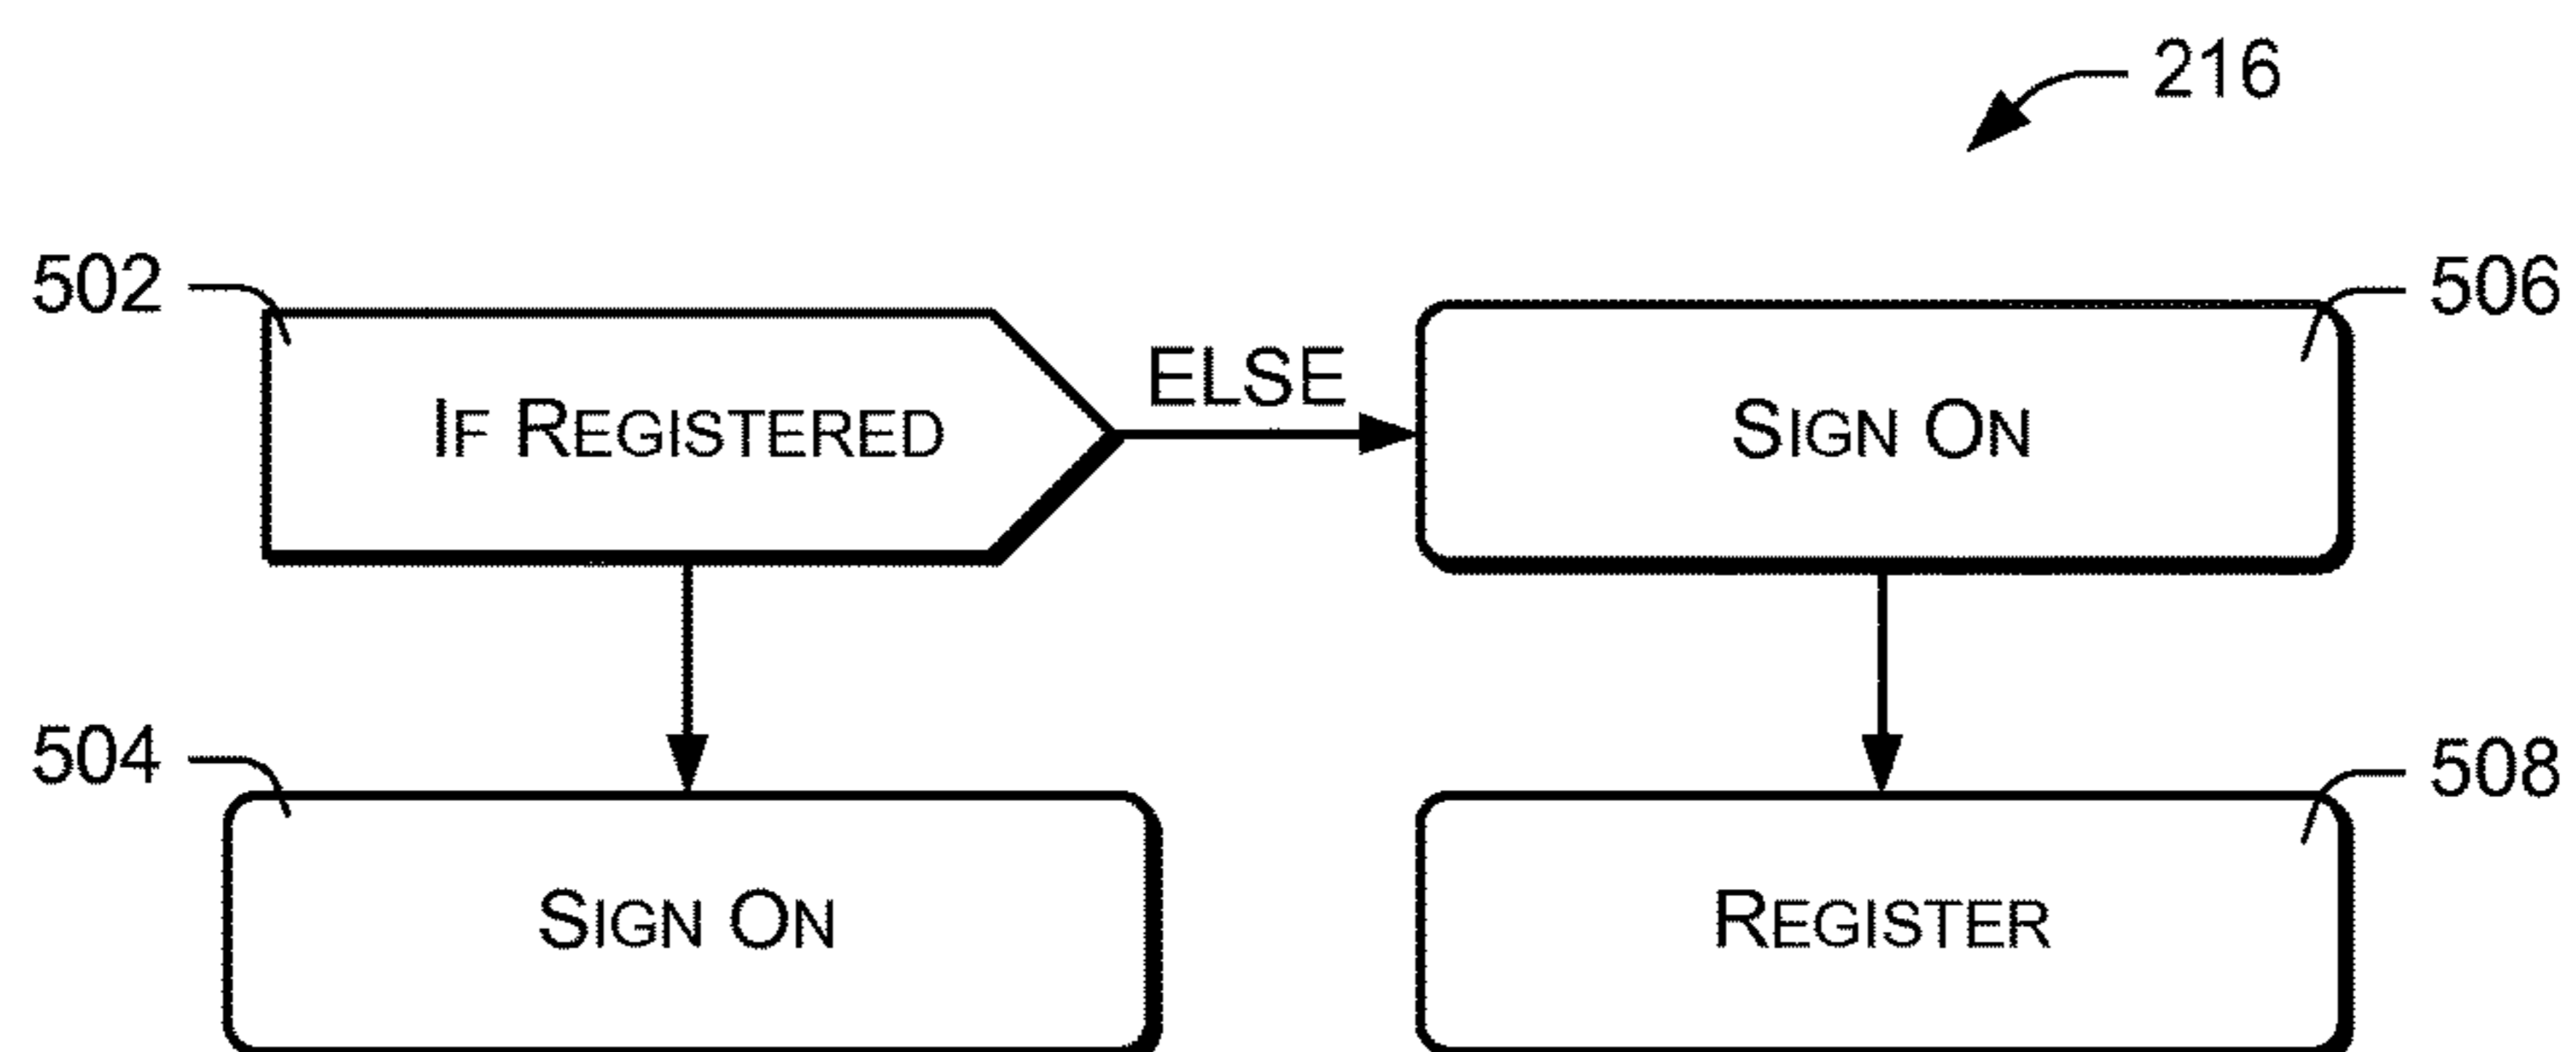 216
502
506
IF REGISTERED
ELSE
SIGN ON
504
508
SIGN ON
REGISTER